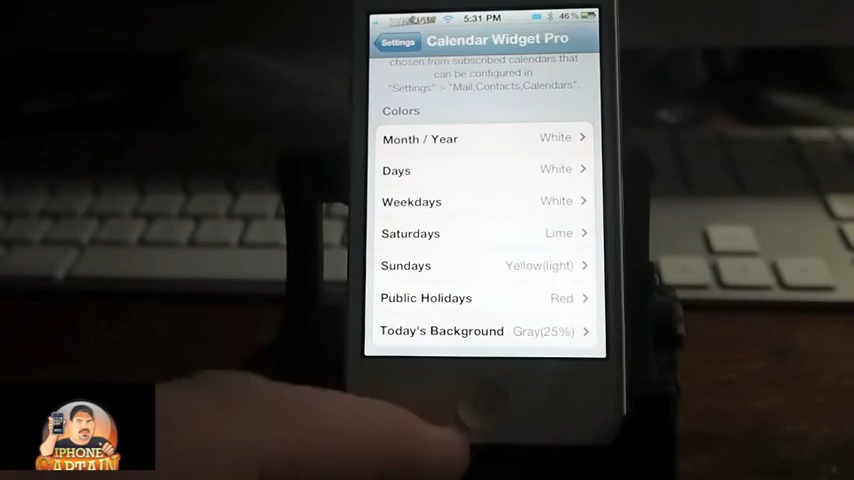 5:31 PM 46%
Settings Calendar Widget Pro
chosen from subscribed calendars that
can be configured in
"Settings" > "Mail,Contacts,Calendars".
Colors
Month / Year White
Days White
Weekdays White
Saturdays Lime
Sundays Yellow(light)
Public Holidays Red
Today's Background Gray(25%)
IPHONE
CAPTAIN